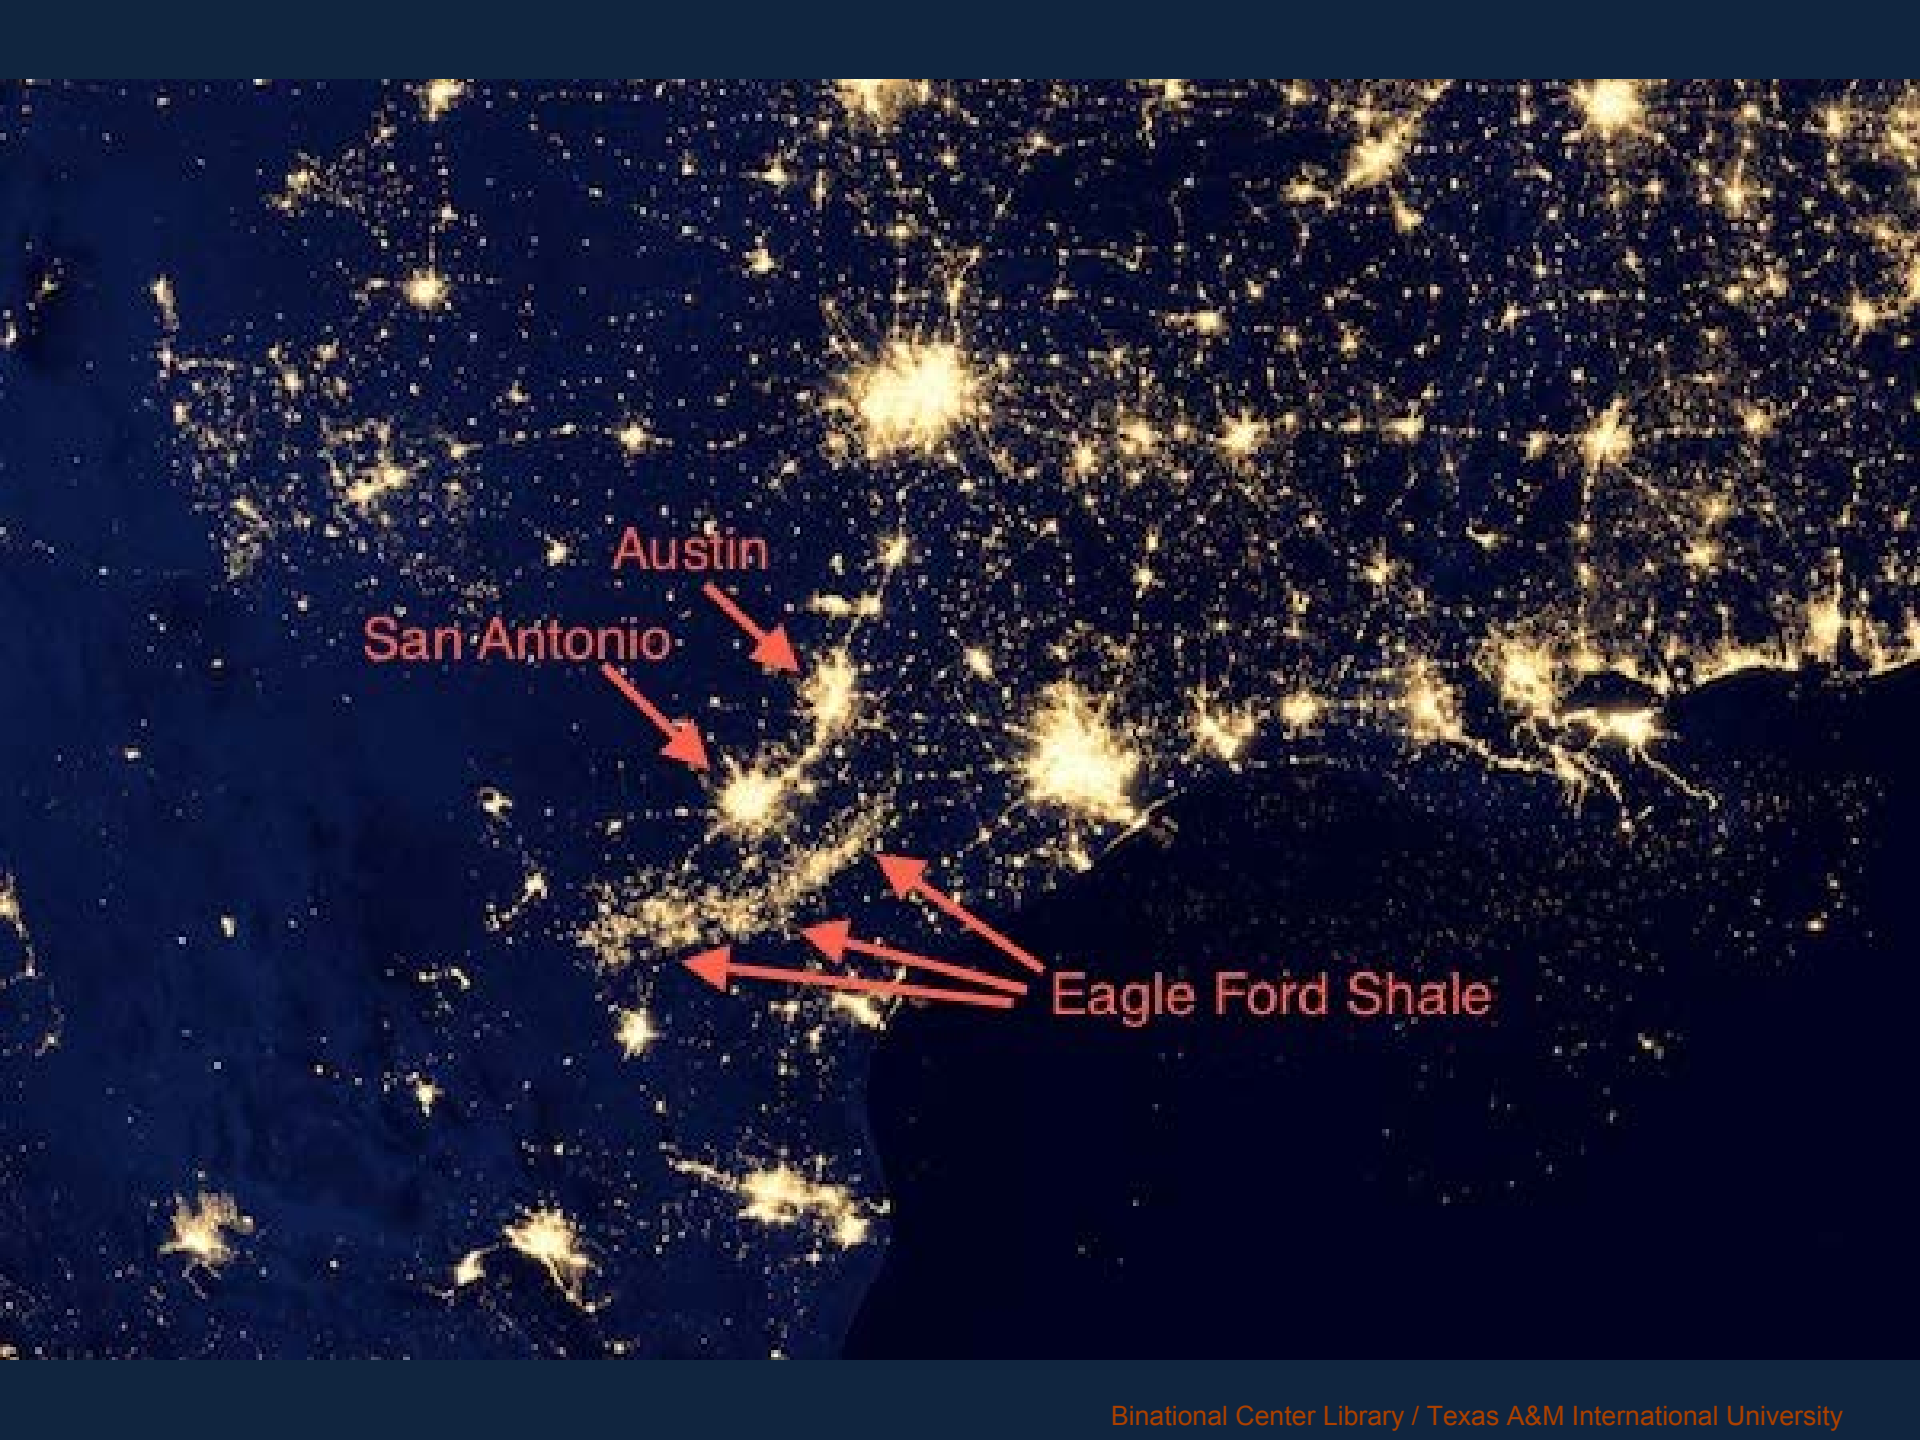 Austin
San Antonio
Eagle Ford Shale
Binational Center Library / Texas A&M International University